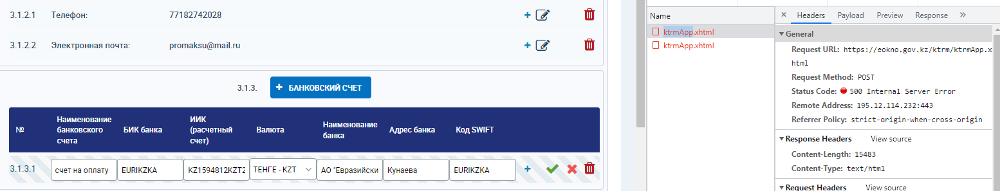 3.1.2.1 Телефон: 77182742028
3.1.2.2 Электронная почта: promaksu@mail.ru
3.1.3. + БАНКОВСКИЙ СЧЕТ
№ Наименование банковского счета БИК банка ИИК (расчетный счет) Валюта Наименование банка Адрес банка Код SWIFT
3.1.3.1 счет на оплату EURIKZKA KZ1594812KZT2 ТЕНГЕ - KZT АО "Евразийски Кунаева EURIKZKA
Name
ktrmApp.xhtml
ktrmApp.xhtml
× Headers Payload Preview Response »
General
Request URL: https://eokno.gov.kz/ktrm/ktrmApp.x
html
Request Method: POST
Status Code: 500 Internal Server Error
Remote Address: 195.12.114.232:443
Referrer Policy: strict-origin-when-cross-origin
Response Headers View source
Content-Length: 15483
Content-Type: text/html
Request Headers View source